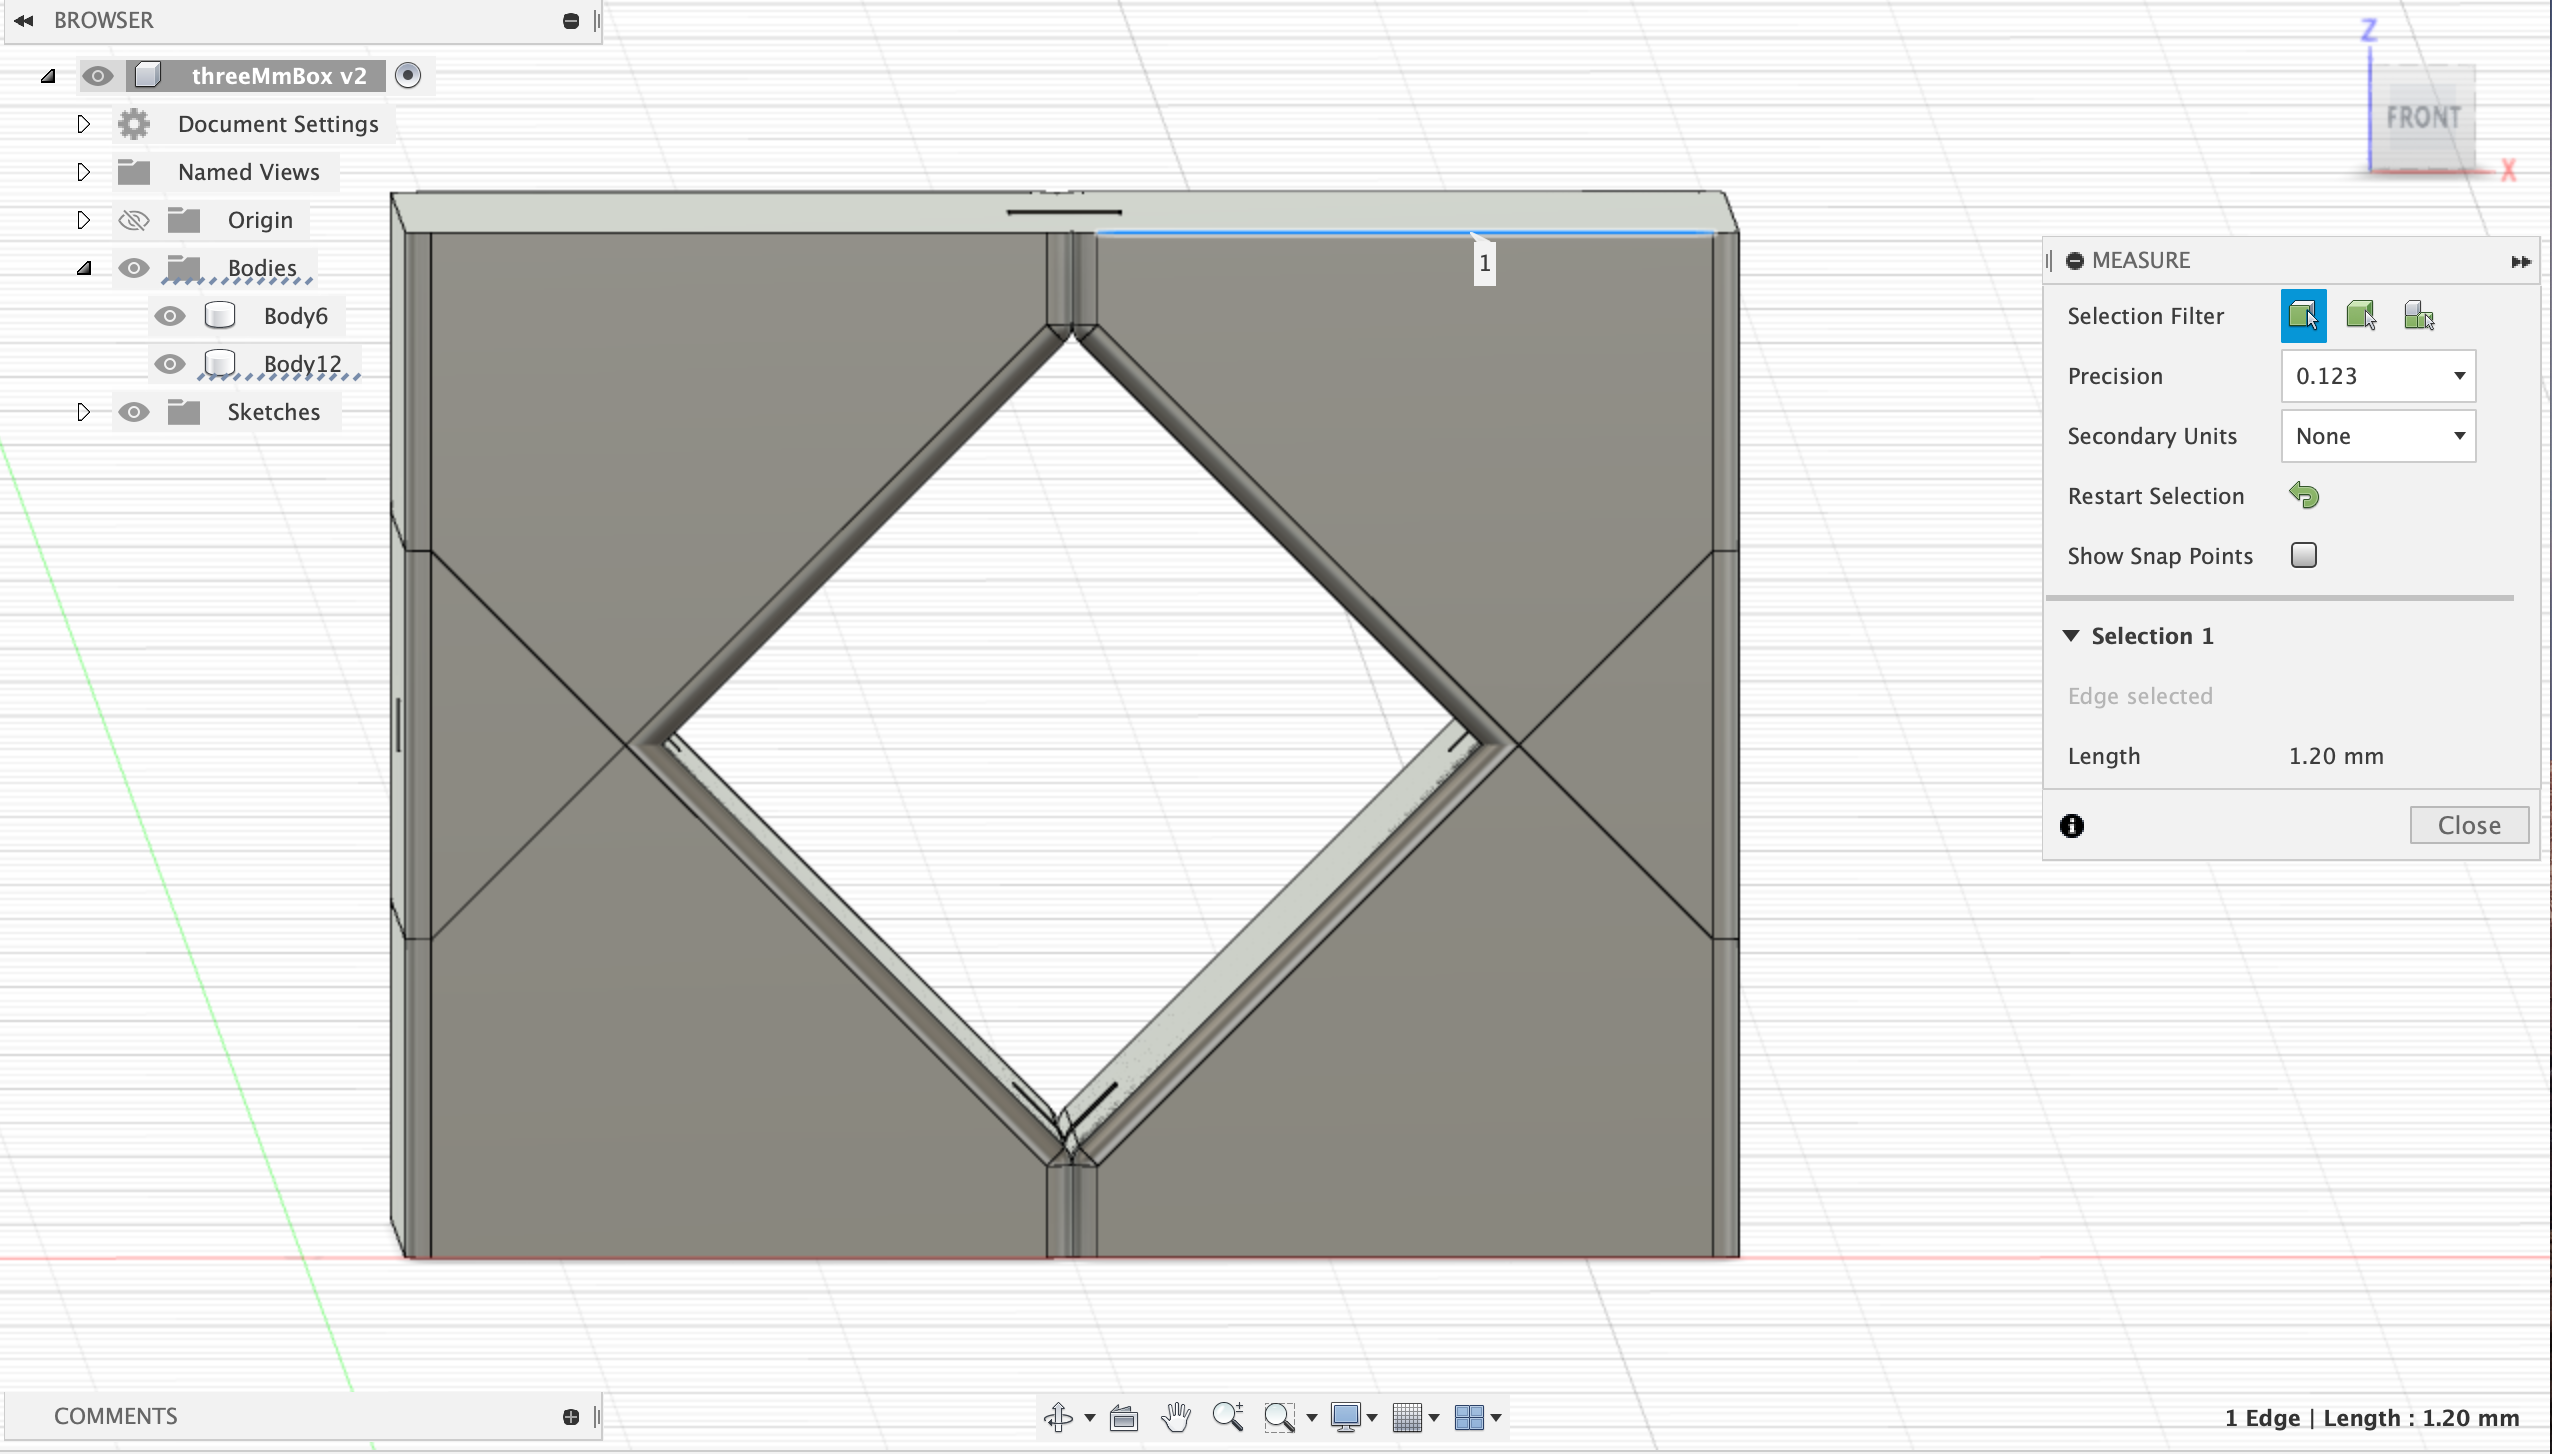 BROWSER
threeMmBox v2
Document Settings
Named Views
Origin
Bodies
Body6
Body12
Sketches
Z
FRONT
X
1
MEASURE
Selection Filter
Precision 0.123
Secondary Units None
Restart Selection
Show Snap Points
Selection 1
Edge selected
Length 1.20 mm
Close
COMMENTS
1 Edge | Length : 1.20 mm